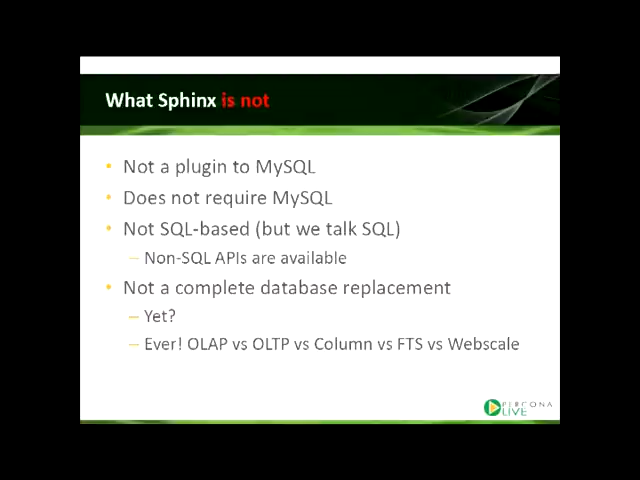 What Sphinx is not
• Not a plugin to MySQL
• Does not require MySQL
• Not SQL-based (but we talk SQL)
– Non-SQL APIs are available
• Not a complete database replacement
– Yet?
– Ever! OLAP vs OLTP vs Column vs FTS vs Webscale
PERCONA
LIVE